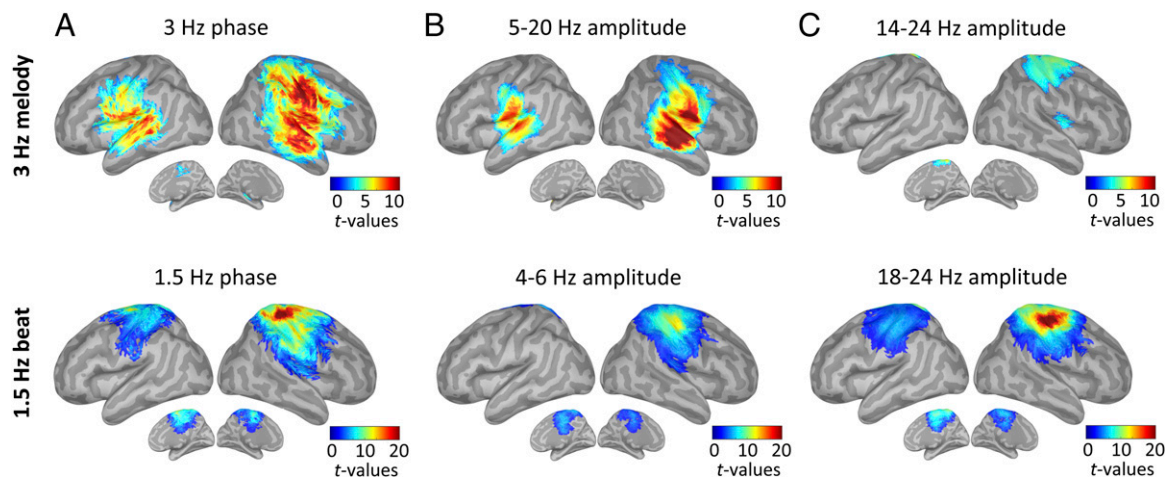 A
3 Hz phase
B
5-20 Hz amplitude
C
14-24 Hz amplitude
3 Hz melody
0 5 10
t-values
0 5 10
t-values
0 5 10
t-values
1.5 Hz phase
4-6 Hz amplitude
18-24 Hz amplitude
1.5 Hz beat
0 10 20
t-values
0 10 20
t-values
0 10 20
t-values